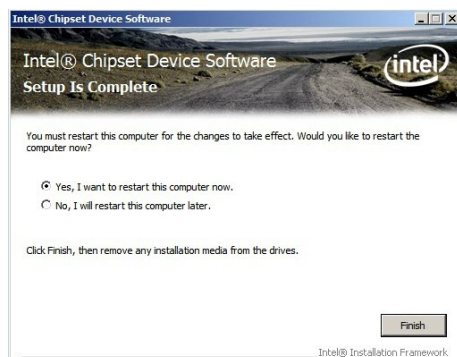 Intel® Chipset Device Software
Intel® Chipset Device Software
intel
Setup Is Complete
You must restart this computer for the changes to take effect. Would you like to restart the
computer now?
Yes, I want to restart this computer now.
No, I will restart this computer later.
Click Finish, then remove any installation media from the drives.
Finish
Intel® Installation Framework